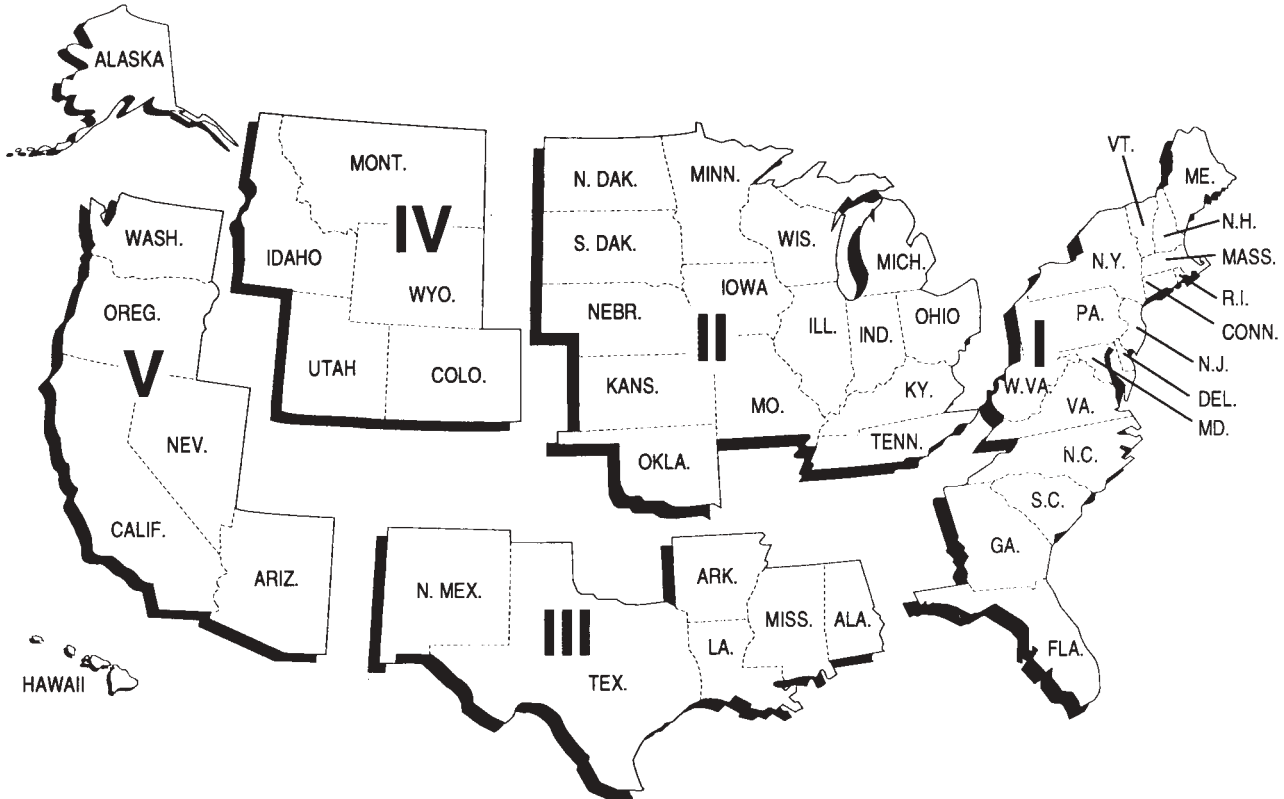 ALASKA
MONT.
IV
IDAHO
WYO.
UTAH
COLO.
WASH.
OREG.
V
NEV.
CALIF.
ARIZ.
HAWAII
N. DAK.
MINN.
S. DAK.
WIS.
MICH.
NEBR.
IOWA
II
ILL.
IND.
OHIO
KANS.
MO.
KY.
OKLA.
TENN.
N. MEX.
III
TEX.
ARK.
LA.
MISS.
ALA.
VT.
ME.
N.H.
MASS.
N.Y.
R.I.
CONN.
PA.
I
N.J.
DEL.
MD.
W.VA
VA.
N.C.
S.C.
GA.
FLA.